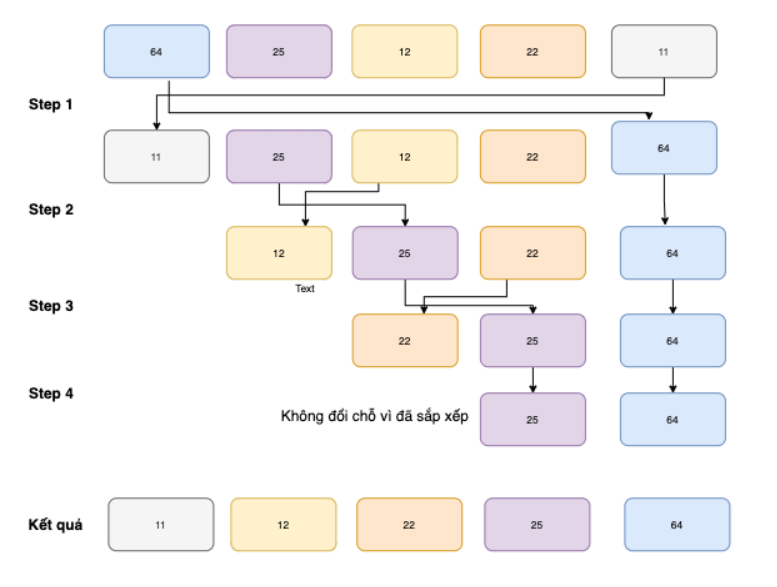 64 25 12 22 11
Step 1
11 25 12 22 64
Step 2
12 25 22 64
Text
Step 3
22 25 64
Step 4
Không đổi chỗ vì đã sắp xếp 25 64
Kết quả 11 12 22 25 64